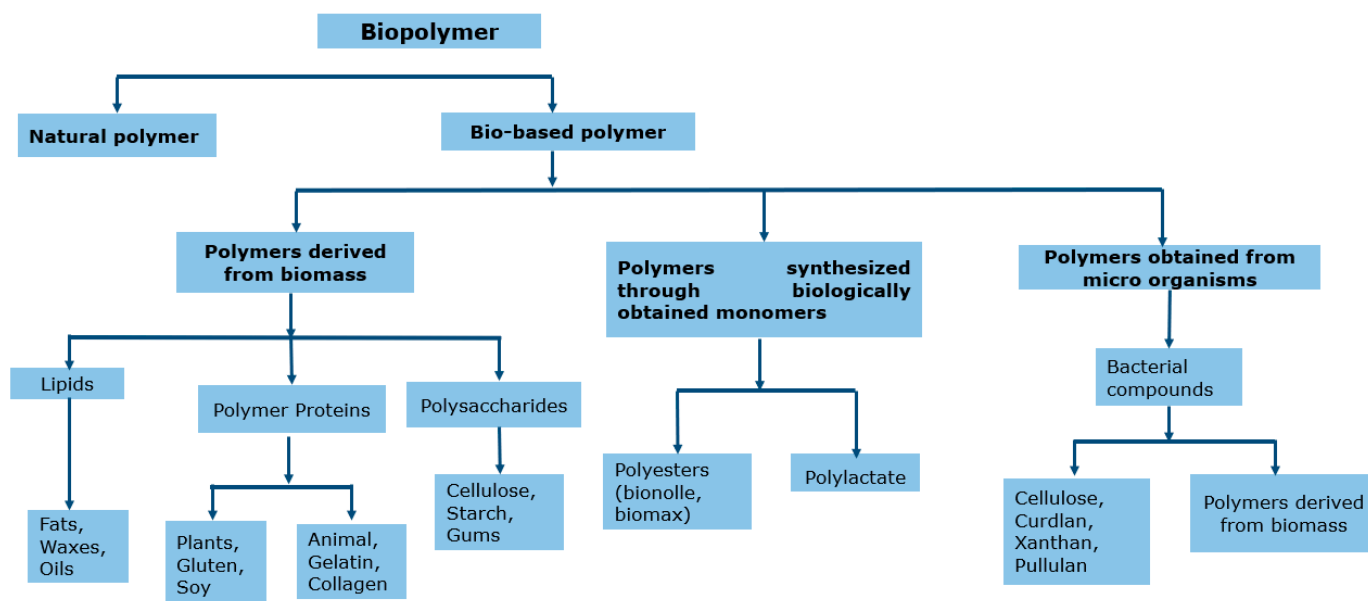 Biopolymer
Natural polymer
Bio-based polymer
Polymers derived
from biomass
Polymers synthesized
through biologically
obtained monomers
Polymers obtained from
micro organisms
Lipids
Polymer Proteins
Polysaccharides
Bacterial
compounds
Fats,
Waxes,
Oils
Plants,
Gluten,
Soy
Animal,
Gelatin,
Collagen
Cellulose,
Starch,
Gums
Polyesters
(bionolle,
biomax)
Polylactate
Cellulose,
Curdlan,
Xanthan,
Pullulan
Polymers derived
from biomass